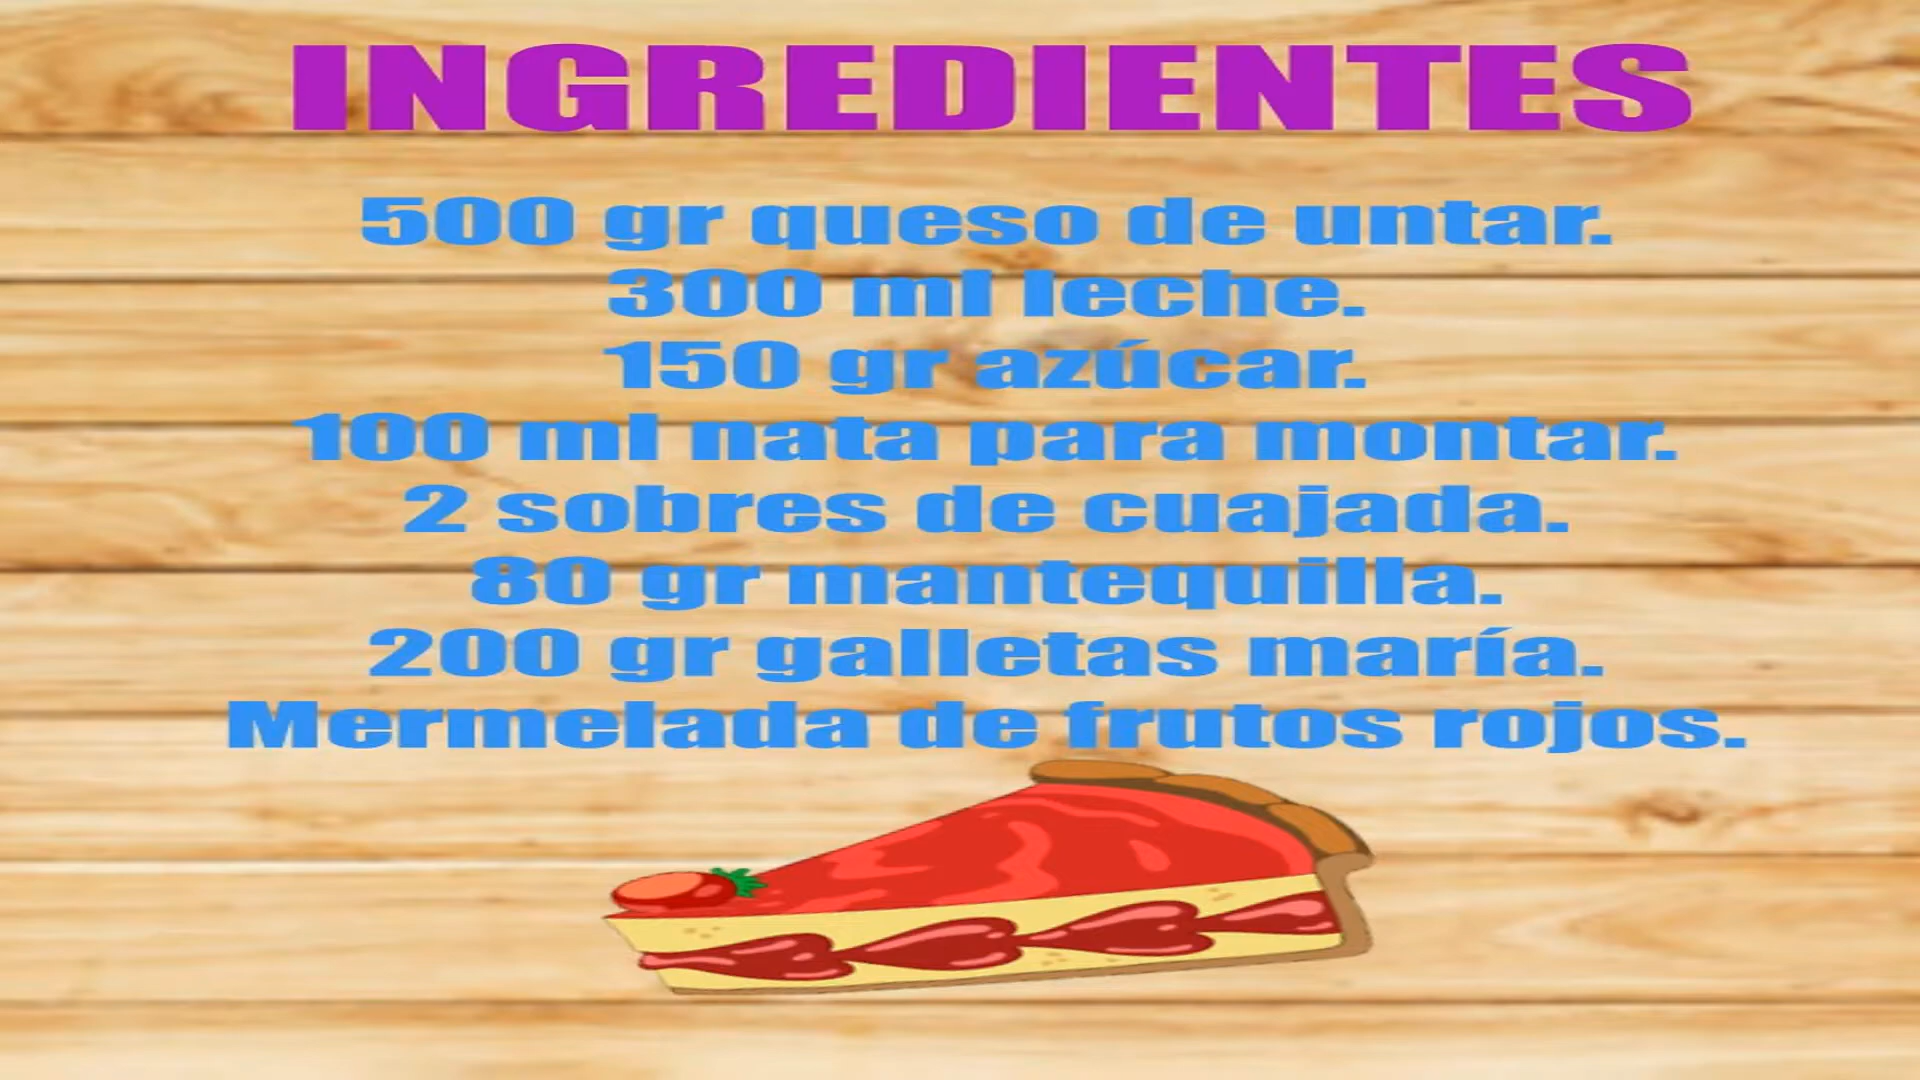 INGREDIENTES
500 gr queso de untar.
300 ml leche.
150 gr azúcar.
100 ml nata para montar.
2 sobres de cuajada.
80 gr mantequilla.
200 gr galletas maría.
Mermelada de frutos rojos.